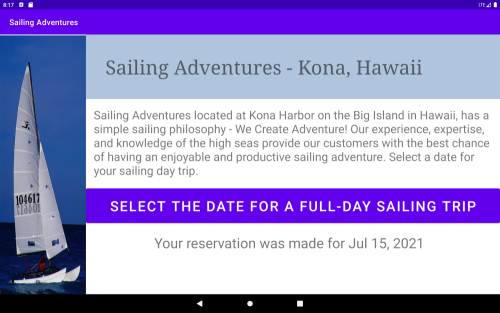 8:17
LTE
Sailing Adventures
Sailing Adventures - Kona, Hawaii
Sailing Adventures located at Kona Harbor on the Big Island in Hawaii, has a
simple sailing philosophy - We Create Adventure! Our experience, expertise,
and knowledge of the high seas provide our customers with the best chance
of having an enjoyable and productive sailing adventure. Select a date for
your sailing day trip.
104617
SELECT THE DATE FOR A FULL-DAY SAILING TRIP
Your reservation was made for Jul 15, 2021